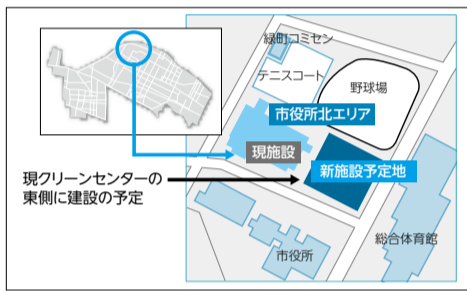 緑町コミセン
テニスコート
野球場
市役所北エリア
現施設
新施設予定地
現クリーンセンターの
東側に建設の予定
市役所
総合体育館